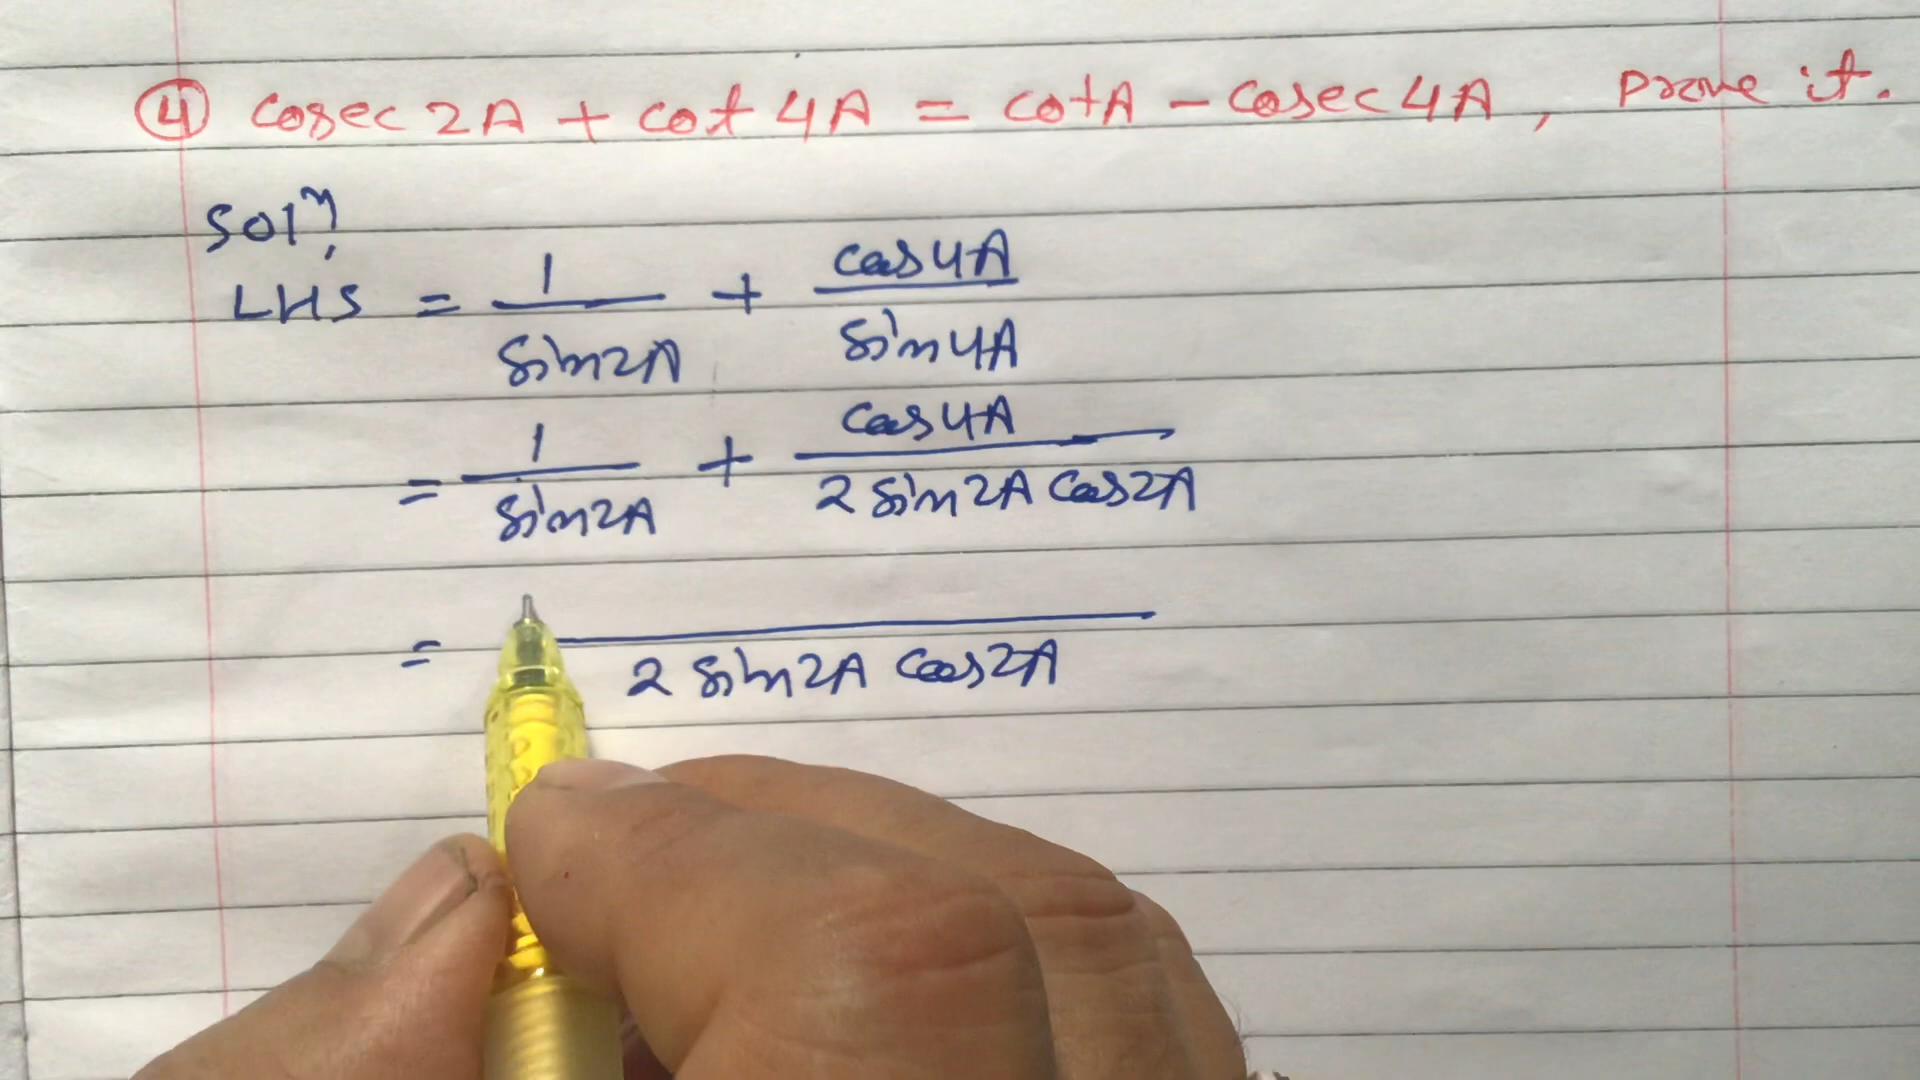 ④ cosec 2A + cot 4A = cotA - cosec 4A, prove it.
Solⁿ,
LHS = 1/sin2A + cos4A/sin4A
= 1/sin2A + cos4A/2 sin2A cos2A
= /2 sin2A cos2A